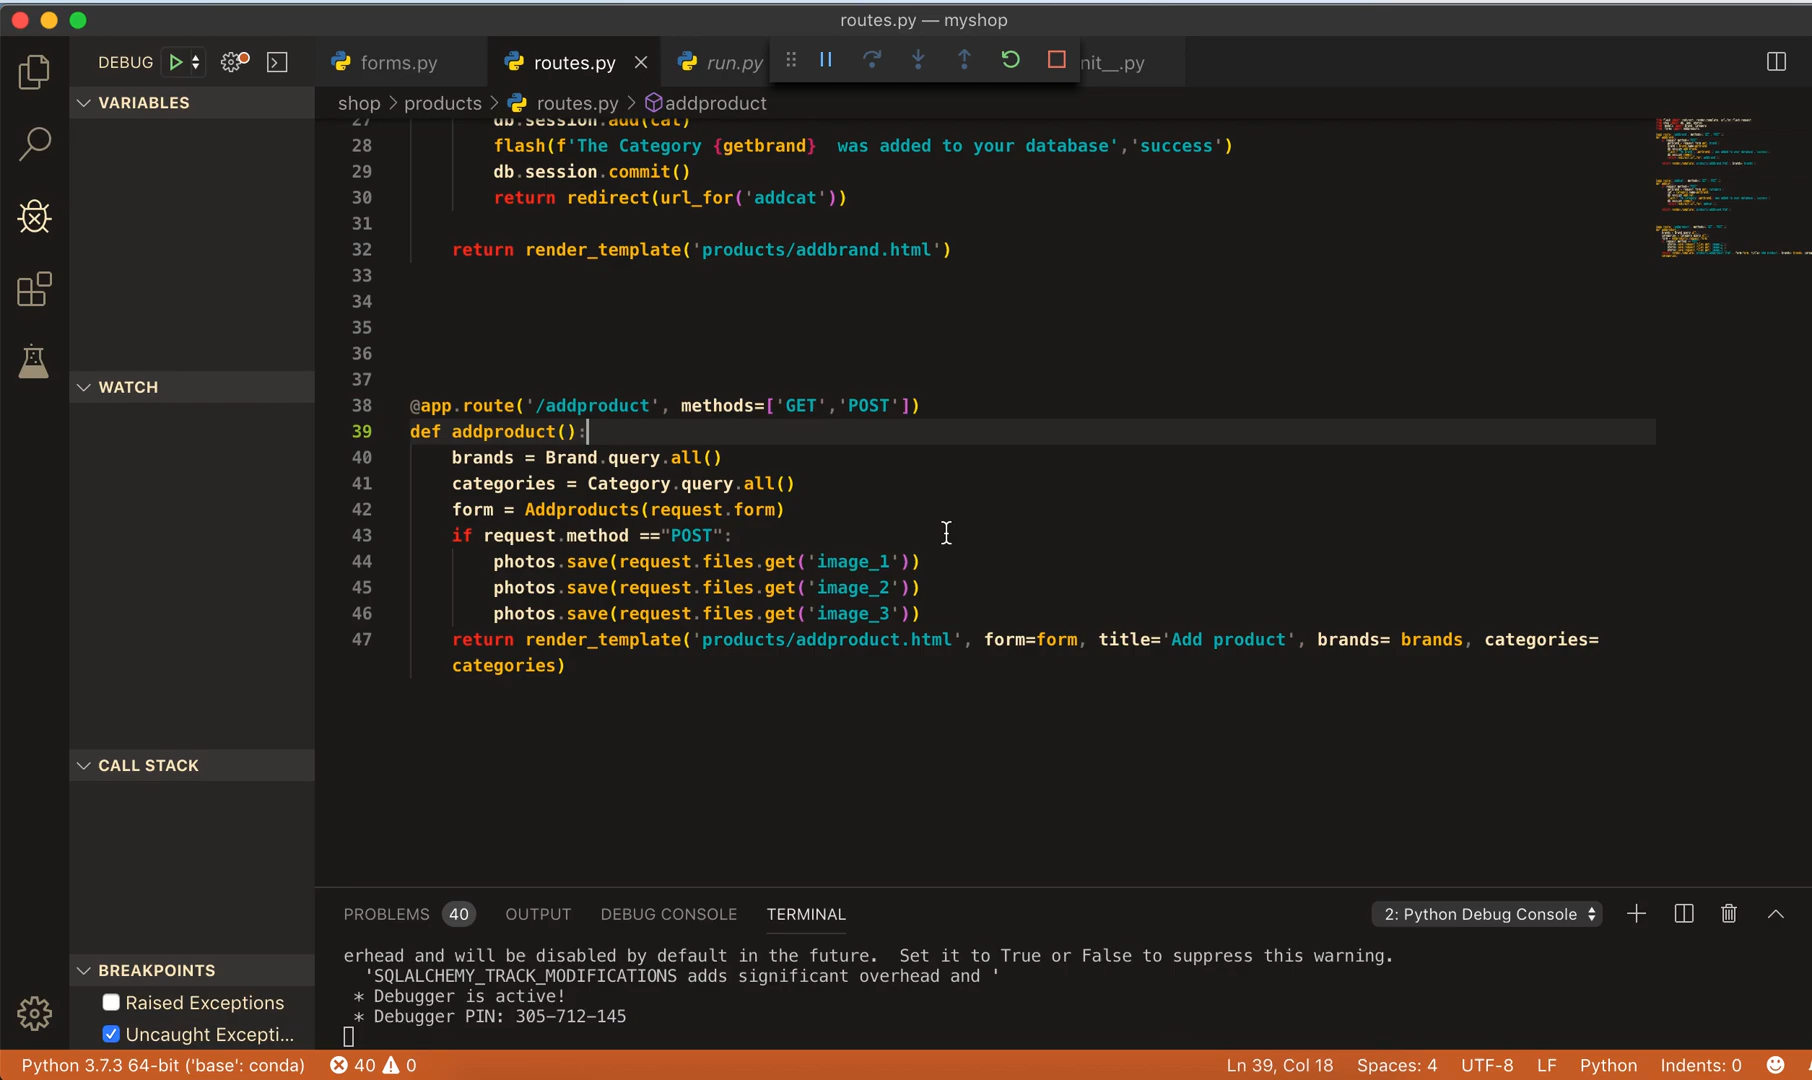 routes.py — myshop
DEBUG
forms.py
routes.py
run.py
nit__.py
VARIABLES
shop > products > routes.py > addproduct
27 db.session.add(cat)
28 flash(f'The Category {getbrand}  was added to your database','success')
29 db.session.commit()
30 return redirect(url_for('addcat'))
31
32 return render_template('products/addbrand.html')
33
34
35
36
37
38 @app.route('/addproduct', methods=['GET','POST'])
39 def addproduct():
40 brands = Brand.query.all()
41 categories = Category.query.all()
42 form = Addproducts(request.form)
43 if request.method =="POST":
44 photos.save(request.files.get('image_1'))
45 photos.save(request.files.get('image_2'))
46 photos.save(request.files.get('image_3'))
47 return render_template('products/addproduct.html', form=form, title='Add product', brands= brands, categories=
categories)
WATCH
CALL STACK
BREAKPOINTS
Raised Exceptions
Uncaught Excepti...
PROBLEMS 40 OUTPUT DEBUG CONSOLE TERMINAL
2: Python Debug Console
erhead and will be disabled by default in the future.  Set it to True or False to suppress this warning.
'SQLALCHEMY_TRACK_MODIFICATIONS adds significant overhead and '
* Debugger is active!
* Debugger PIN: 305-712-145
Python 3.7.3 64-bit ('base': conda) 40 0
Ln 39, Col 18 Spaces: 4 UTF-8 LF Python Indents: 0